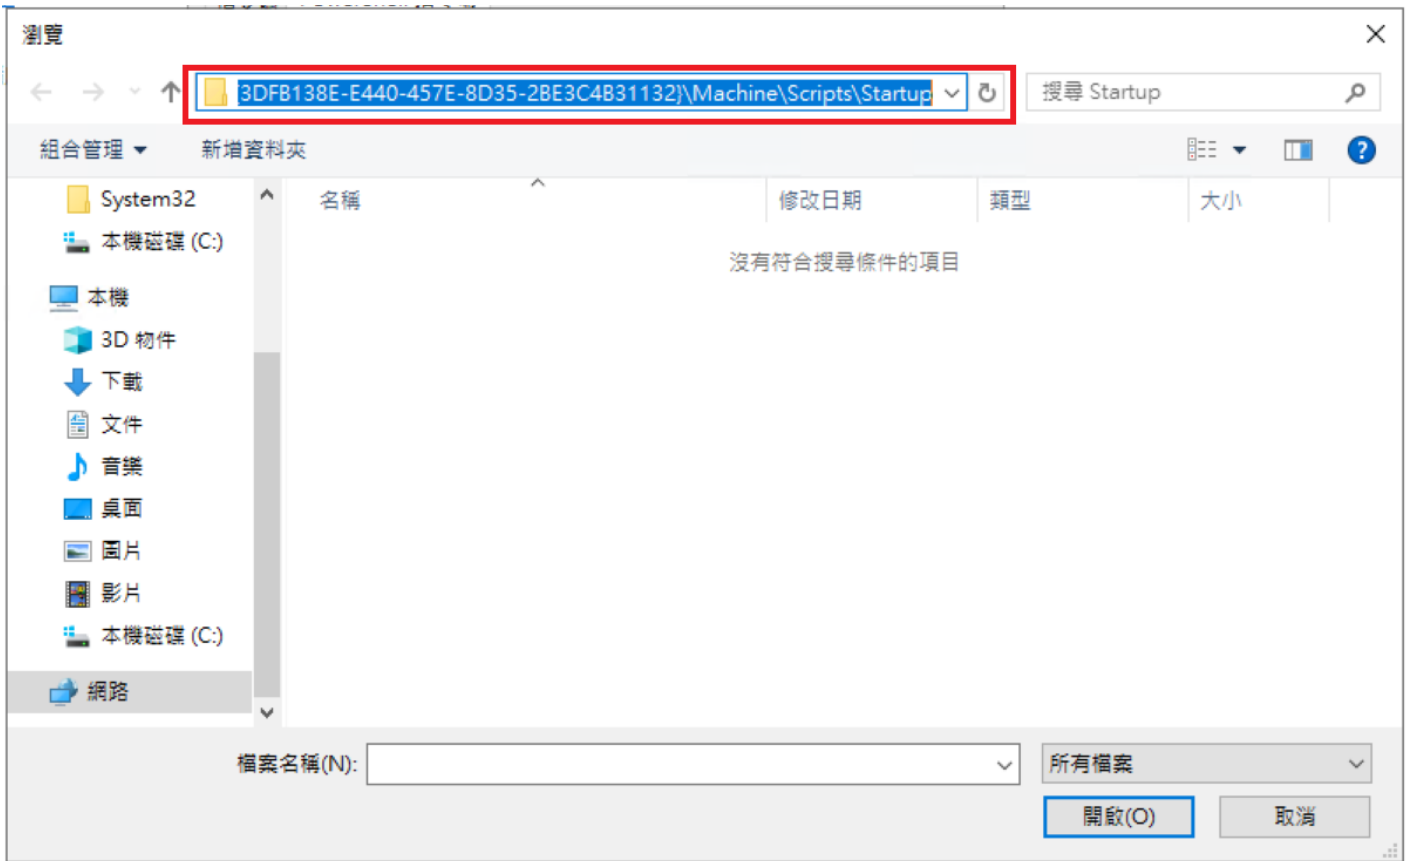 瀏覽
3DFB138E-E440-457E-8D35-2BE3C4B31132}\Machine\Scripts\Startup
搜尋 Startup
組合管理
新增資料夾
System32
本機磁碟 (C:)
本機
3D 物件
下載
文件
音樂
桌面
圖片
影片
本機磁碟 (C:)
網路
名稱
修改日期
類型
大小
沒有符合搜尋條件的項目
檔案名稱(N):
所有檔案
開啟(O)
取消